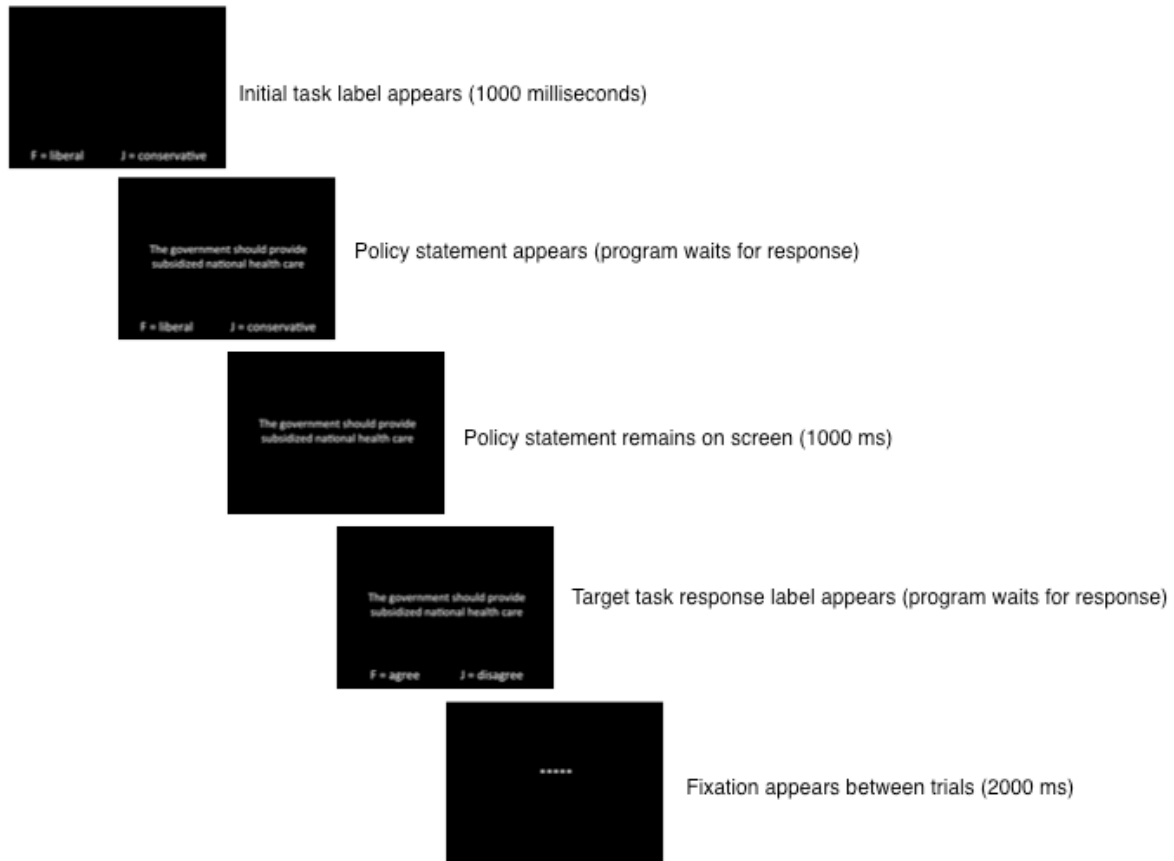 Initial task label appears (1000 milliseconds)
F = liberal J = conservative
The government should provide
subsidized national health care
Policy statement appears (program waits for response)
F = liberal J = conservative
The government should provide
subsidized national health care
Policy statement remains on screen (1000 ms)
The government should provide
subsidized national health care
Target task response label appears (program waits for response)
F = agree J = disagree
-----
Fixation appears between trials (2000 ms)